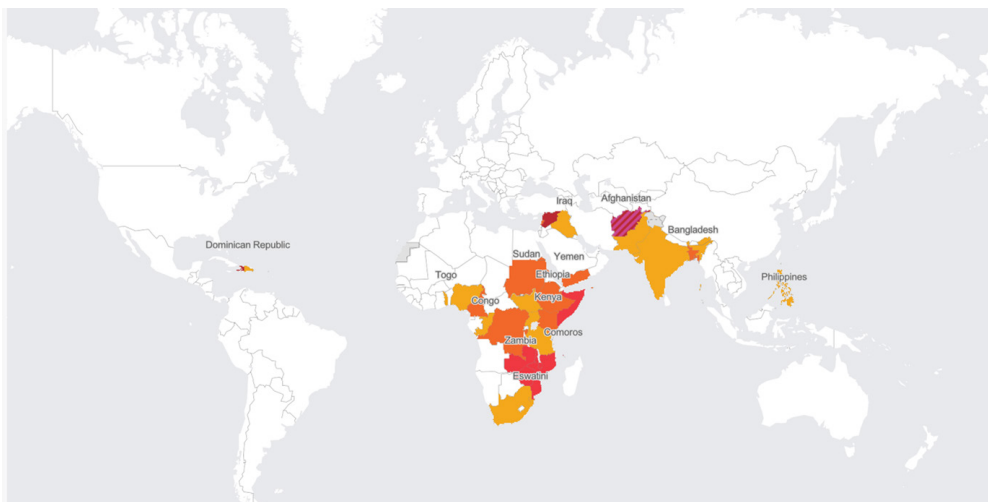 Iraq
Afghanistan
Bangladesh
Dominican Republic
Sudan
Yemen
Togo
Ethiopia
Philippines
Congo
Kenya
Comoros
Zambia
Eswatini